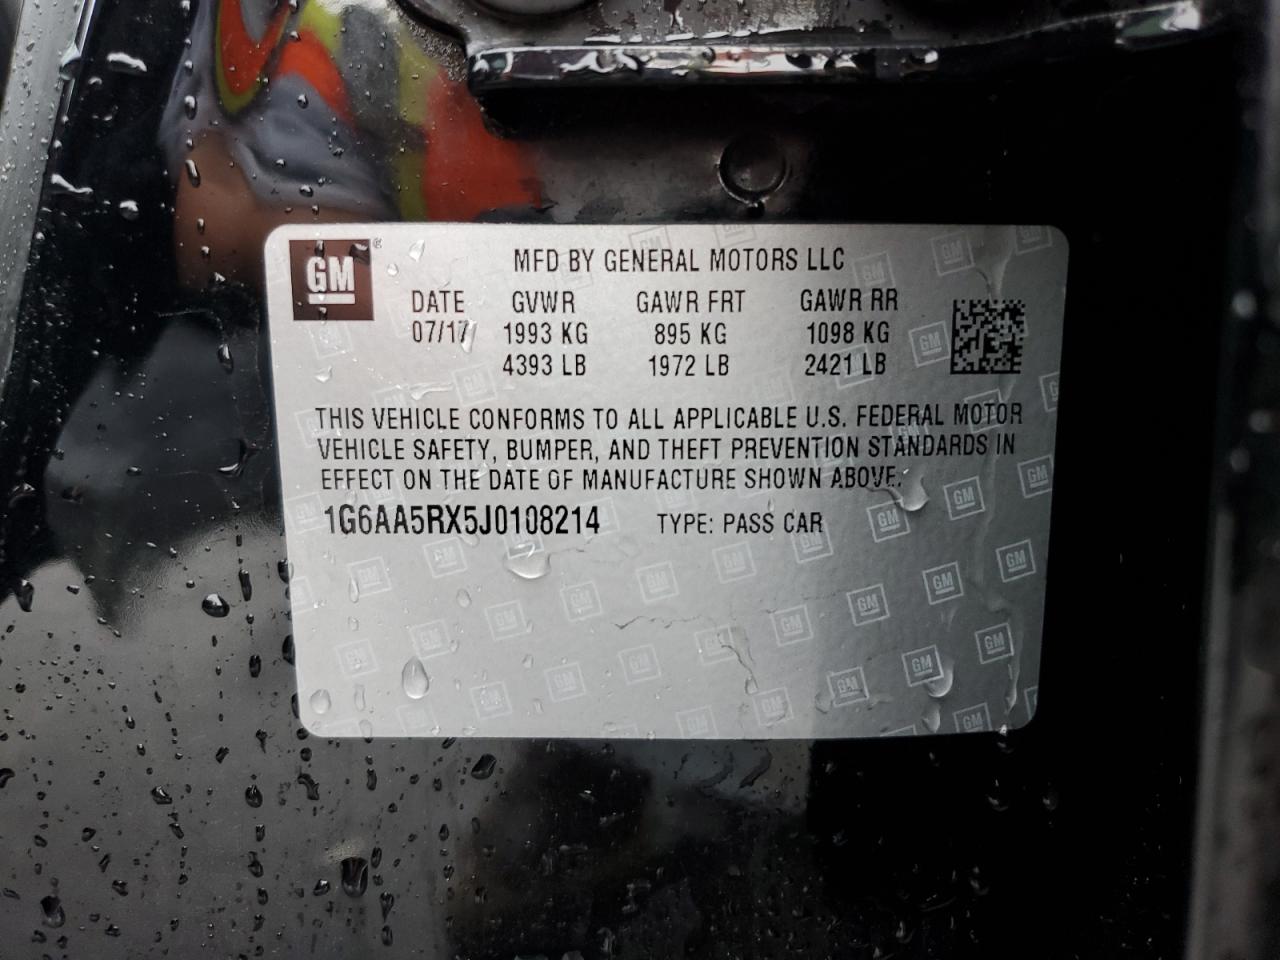 GM ®
MFD BY GENERAL MOTORS LLC
DATE GVWR GAWR FRT GAWR RR
07/17 1993 KG 895 KG 1098 KG
4393 LB 1972 LB 2421 LB
THIS VEHICLE CONFORMS TO ALL APPLICABLE U.S. FEDERAL MOTOR
VEHICLE SAFETY, BUMPER, AND THEFT PREVENTION STANDARDS IN
EFFECT ON THE DATE OF MANUFACTURE SHOWN ABOVE.
1G6AA5RX5J0108214 TYPE: PASS CAR